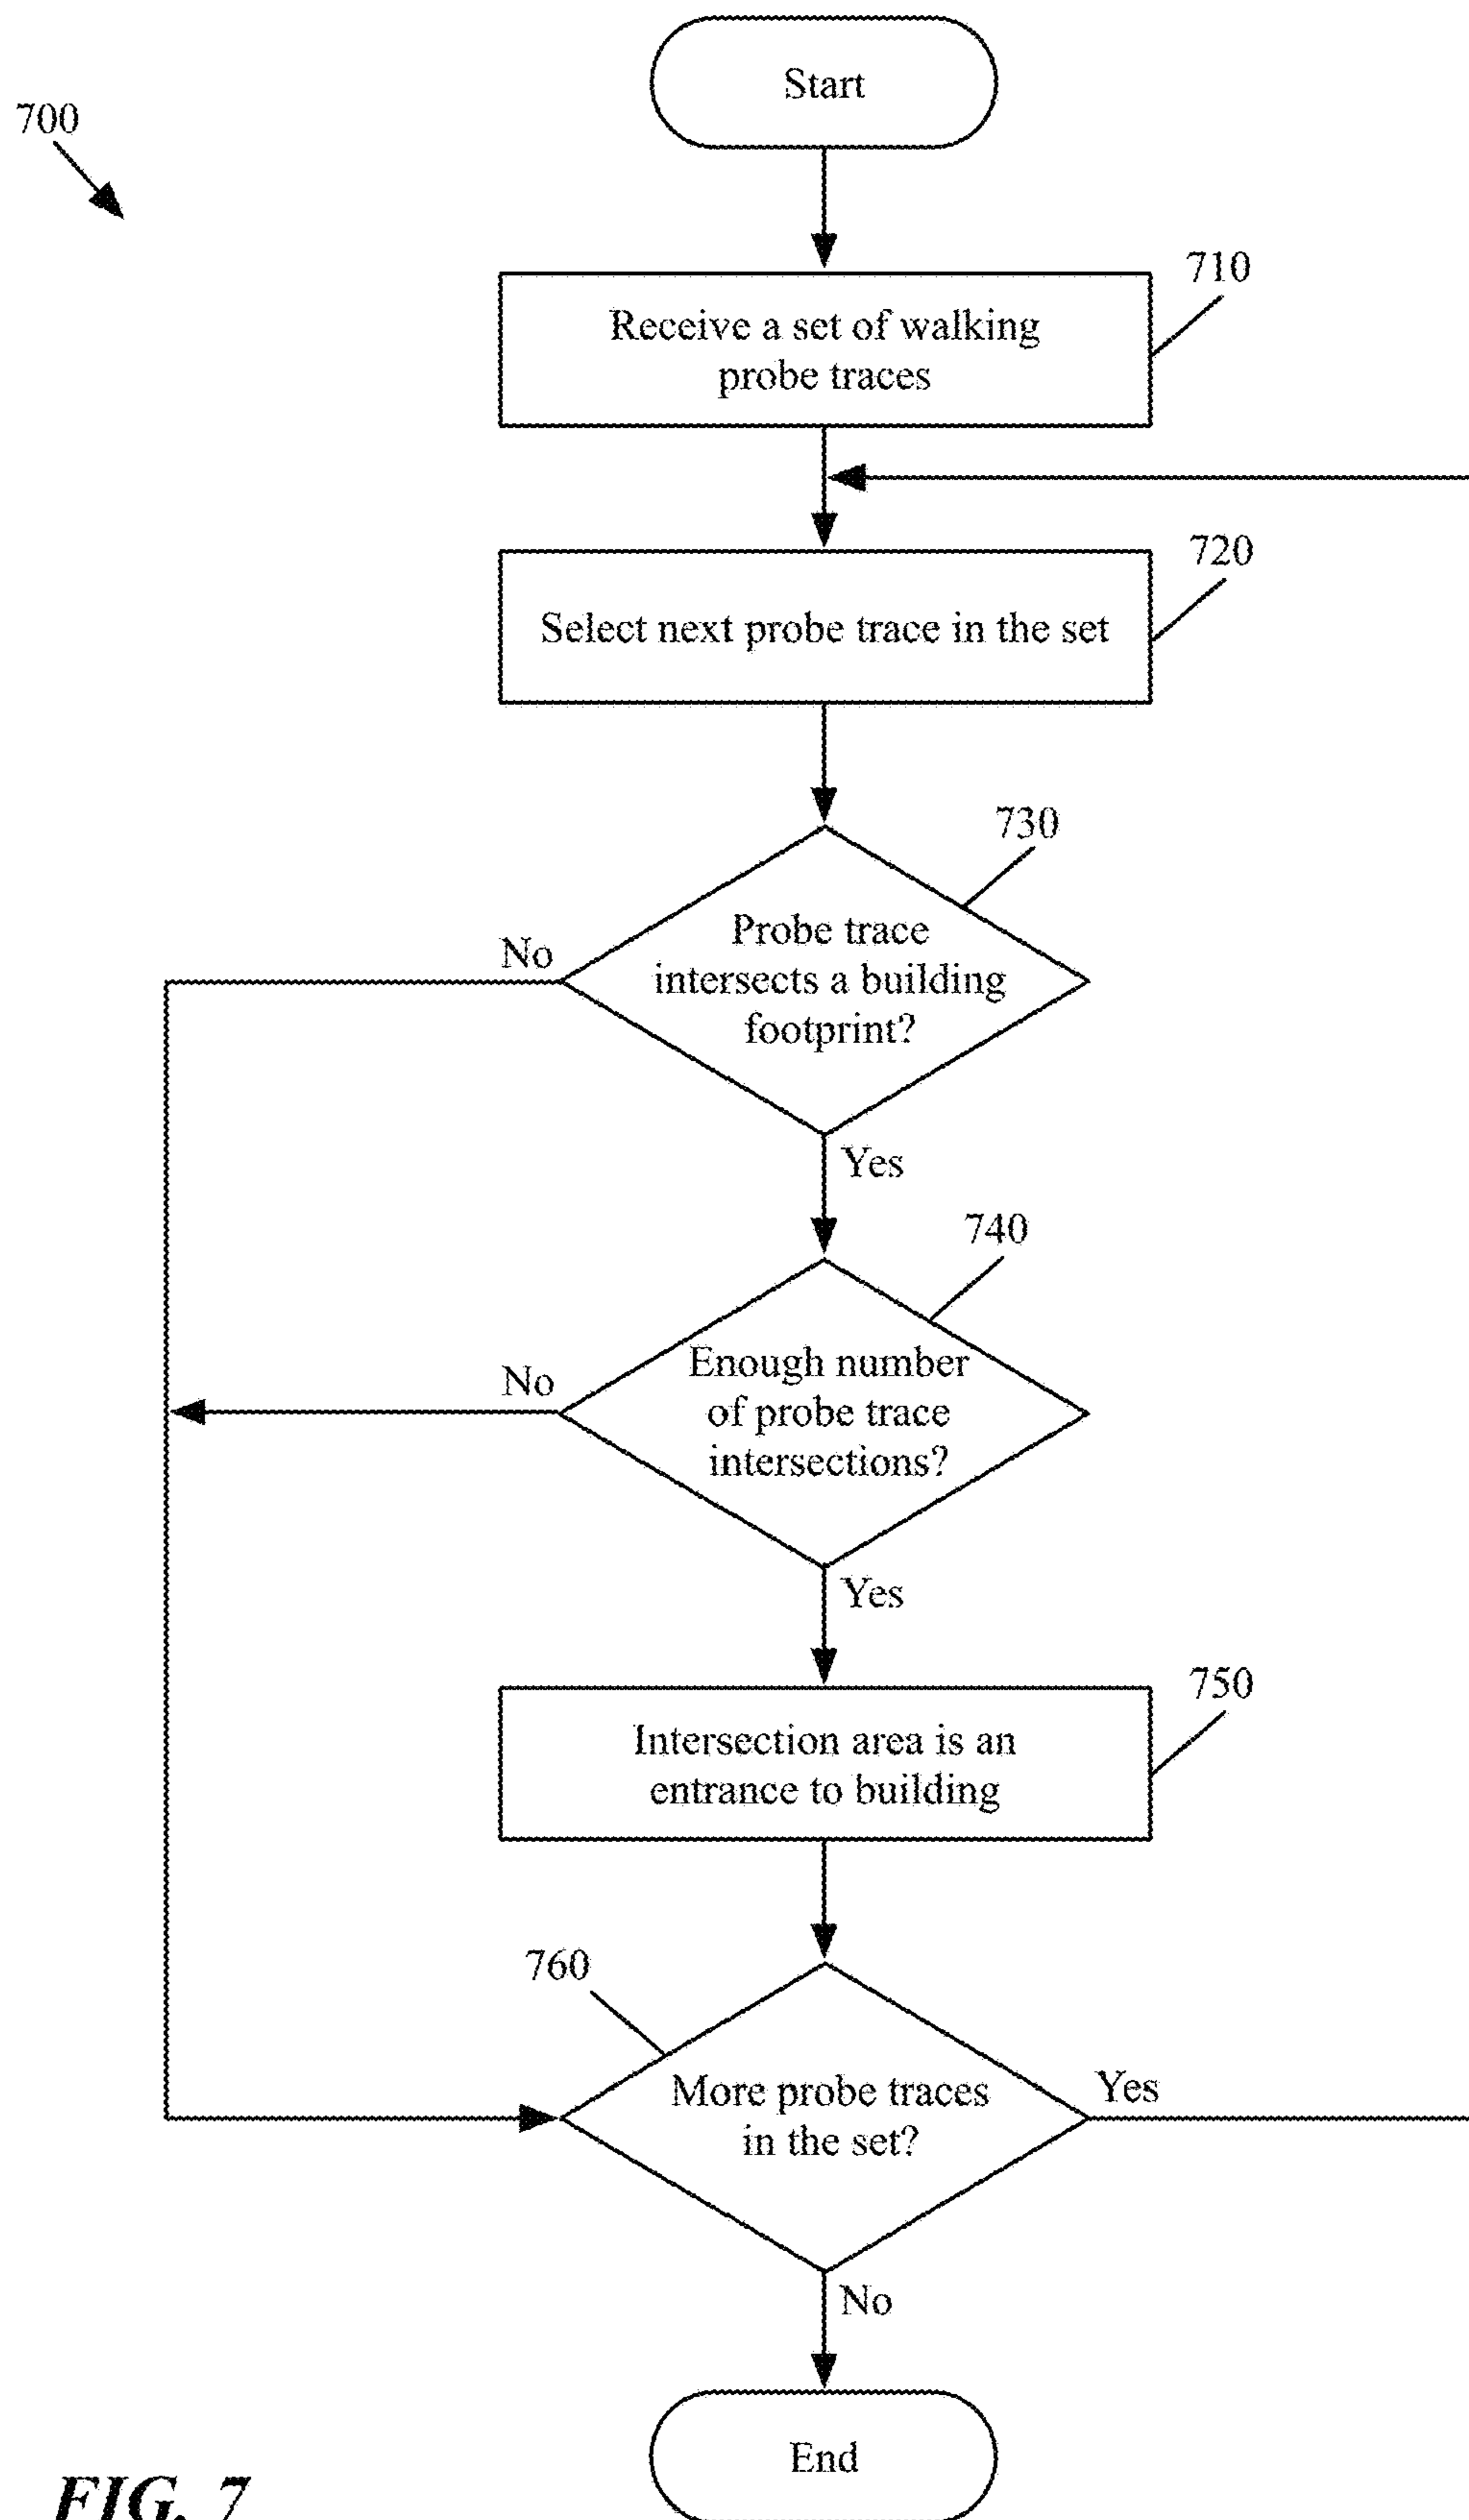 Start
700
710
Receive a set of walking
probe traces
720
Select next probe trace in the set
730
Probe trace
intersects a building
footprint?
No
Yes
740
Enough number
of probe trace
intersections?
No
Yes
750
Intersection area is an
entrance to building
760
More probe traces
in the set?
Yes
No
End
FIG. 7